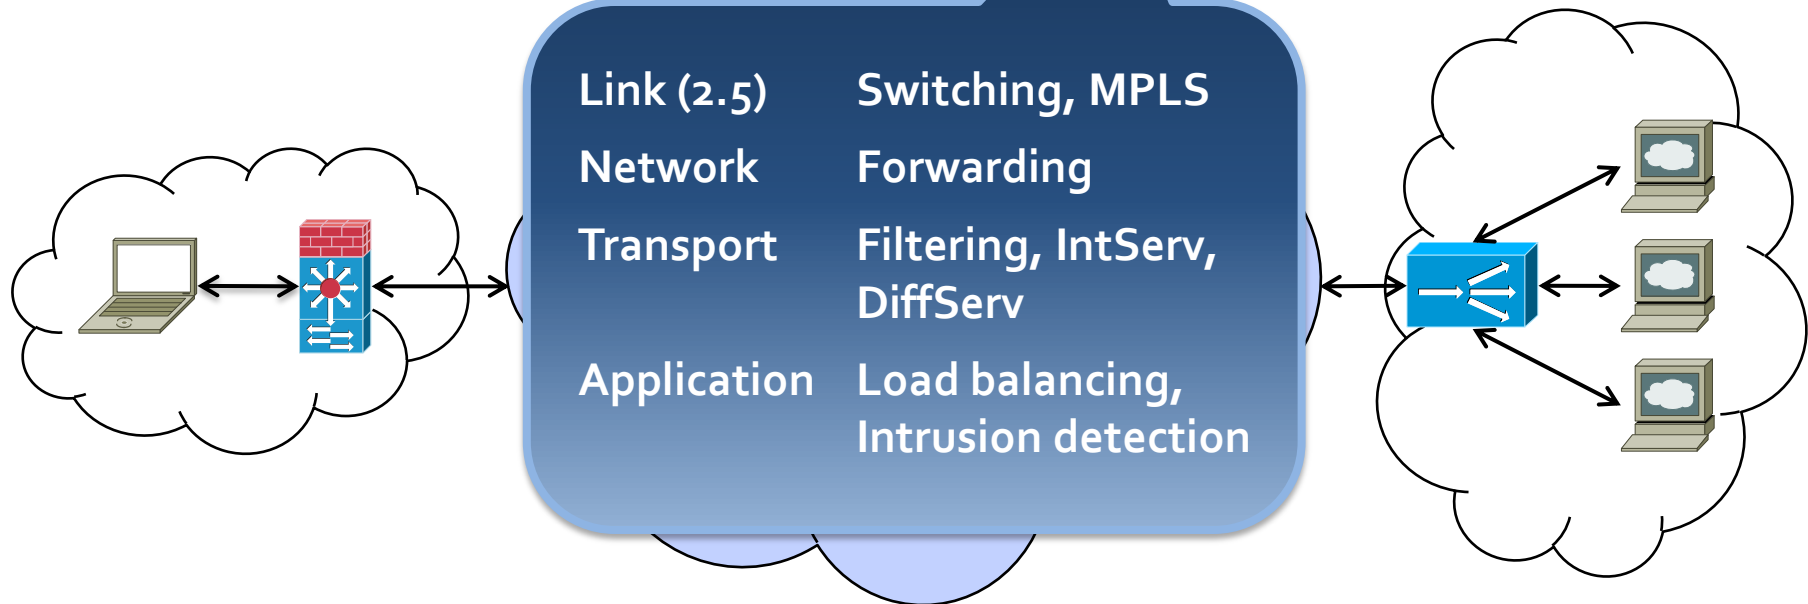 Link (2.5) Switching, MPLS
Network Forwarding
Transport Filtering, IntServ,
DiffServ
Application Load balancing,
Intrusion detection